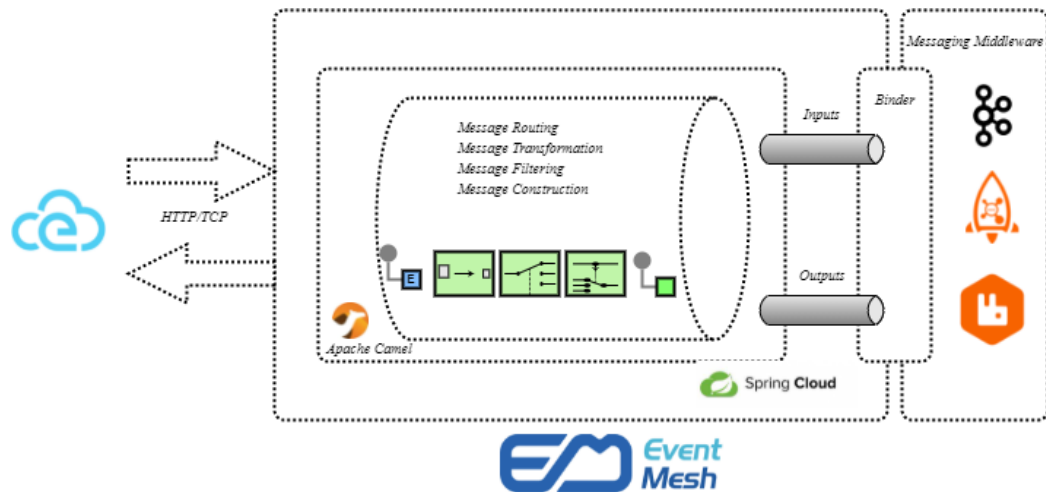 Messaging Middleware
Message Routing
Message Transformation
Message Filtering
Message Construction
Inputs
Binder
HTTP/TCP
E
Outputs
Apache Camel
Spring Cloud
EM Event
Mesh